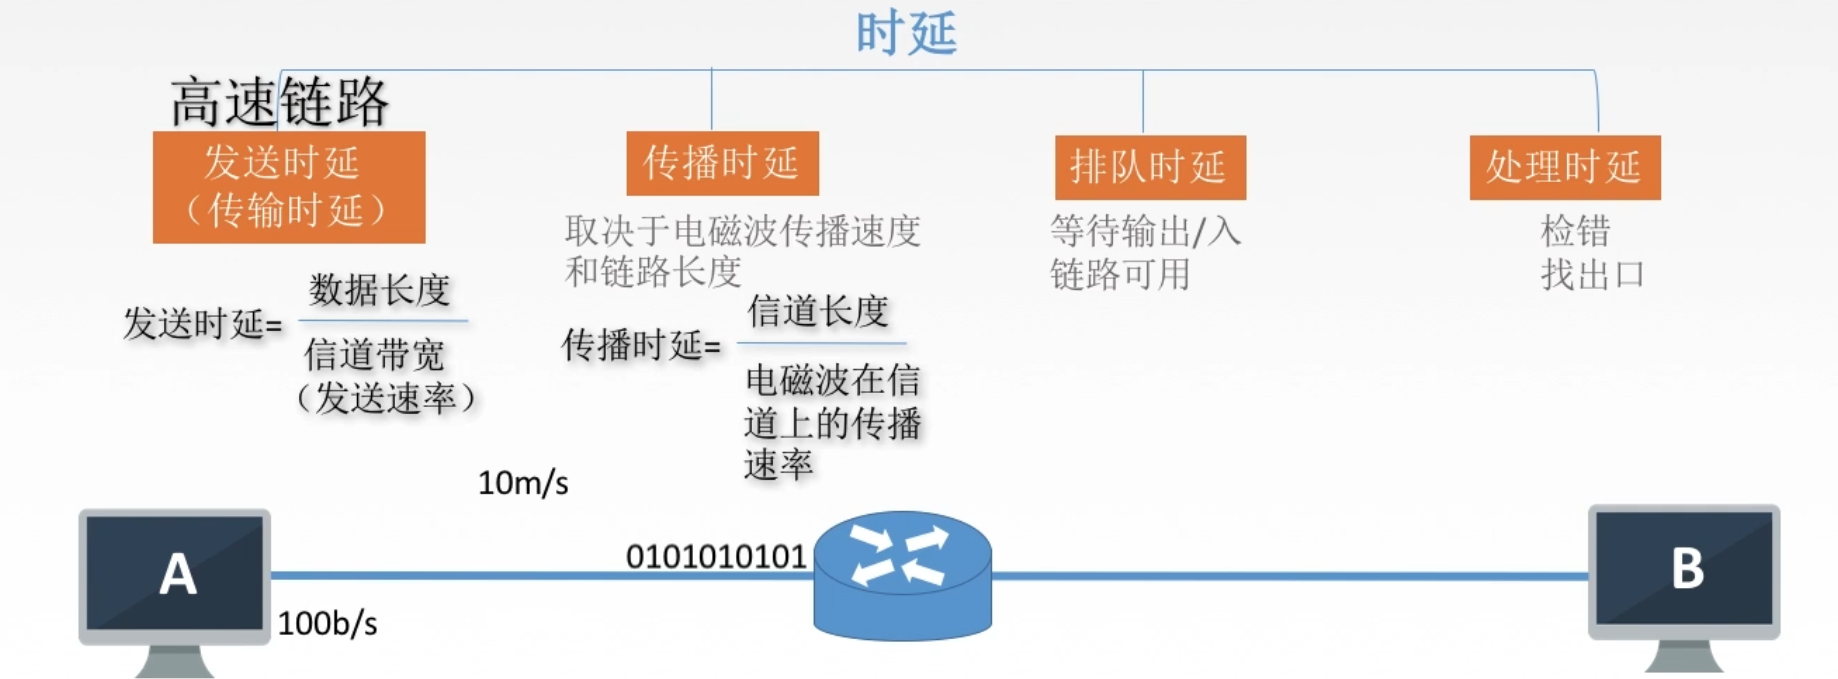 时延
高速链路
发送时延
（传输时延）
传播时延
排队时延
处理时延
取决于电磁波传播速度
和链路长度
等待输出/入
链路可用
检错
找出口
发送时延=
数据长度
信道带宽
（发送速率）
传播时延=
信道长度
电磁波在信
道上的传播
速率
10m/s
0101010101
A
B
100b/s